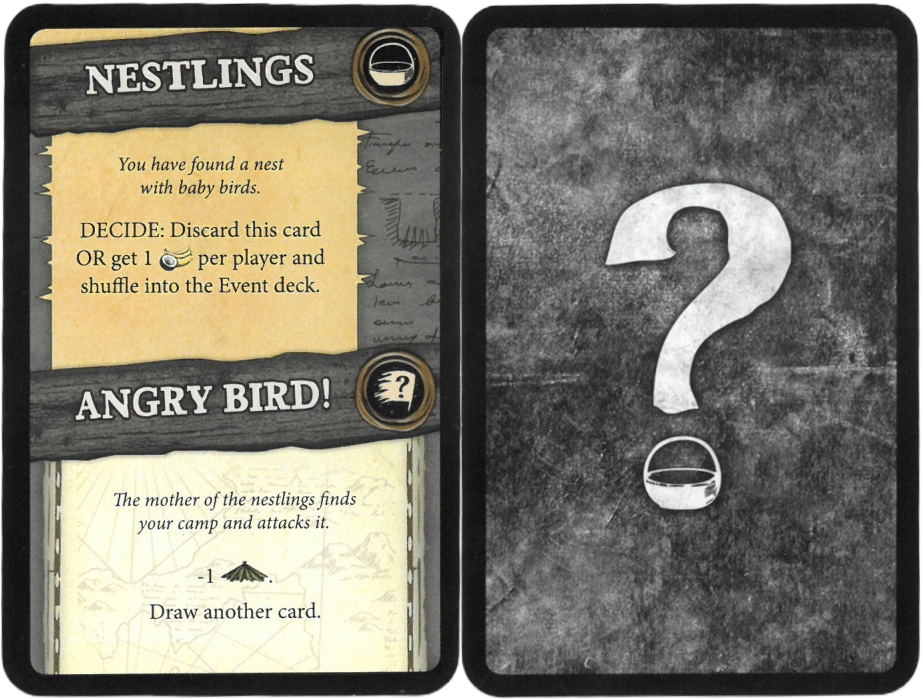 NESTLINGS
You have found a nest
with baby birds.
DECIDE: Discard this card
OR get 1 per player and
shuffle into the Event deck.
ANGRY BIRD!
?
The mother of the nestlings finds
your camp and attacks it.
-1 .
Draw another card.
?